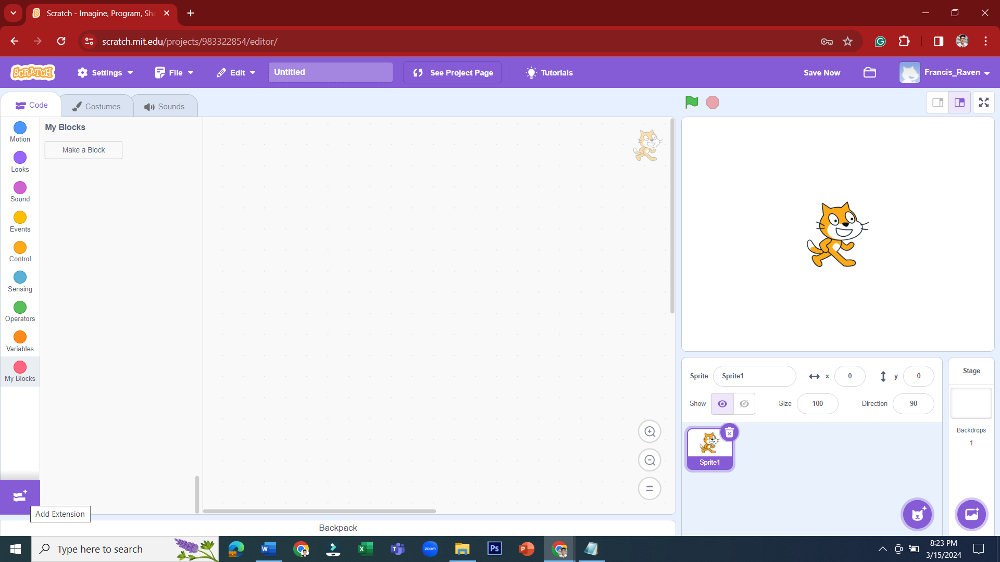 Scratch - Imagine, Program, Sha
scratch.mit.edu/projects/983322854/editor/
SCRATCH
Settings
File
Edit
Untitled
See Project Page
Tutorials
Save Now
Francis_Raven
Code
Costumes
Sounds
Motion
Looks
Sound
Events
Control
Sensing
Operators
Variables
My Blocks
My Blocks
Make a Block
Add Extension
Backpack
Sprite
Sprite1
x
0
y
0
Show
Size
100
Direction
90
Sprite1
Stage
Backdrops
1
Type here to search
W
X
T
zoom
Ps
P
8:23 PM
3/15/2024